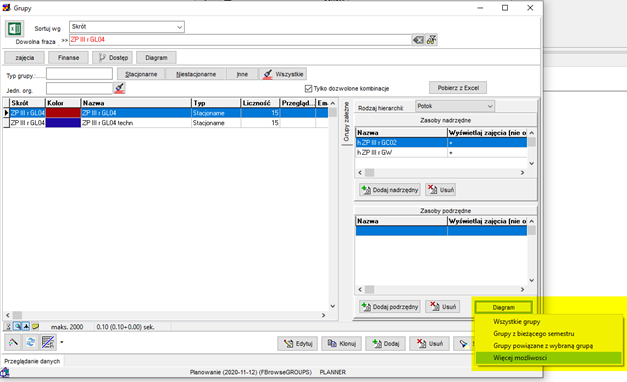 Grupy
Sortuj wg
Skrót
Dowolna fraza
>>
ZP III r GL04
zajęcia
Finanse
Dostęp
Diagram
Typ grupy:
Stacjonarne
Niestacjonarne
Inne
Wszystkie
Jedn. org.
Tylko dozwolone kombinacje
Pobierz z Excel
Skrót Kolor Nazwa Typ Liczność Przegląd... Em
ZP III r GL04 ZP III r GL04 Stacjonarne 15
ZP III r GL04 ZP III r GL04 techn Stacjonarne 15
Grupy zależne
Rodzaj hierarchii:
Potok
Zasoby nadrzędne
Nazwa Wyświetlaj zajęcia (nie o
h ZP III r GC02 +
h ZP III r GW +
Dodaj nadrzędny
Usuń
Zasoby podrzędne
Nazwa Wyświetlaj zajęcia (nie o
Dodaj podrzędny
Usuń
Diagram
Wszystkie grupy
Grupy z bieżącego semestru
Grupy powiązane z wybraną grupą
Więcej możliwosci
maks. 2000
0.10 (0.10+0.00) sek.
Edytuj
Klonuj
Dodaj
Usuń
Przeglądanie danych
Planowanie (2020-11-12) (FBrowseGROUPS)
PLANNER